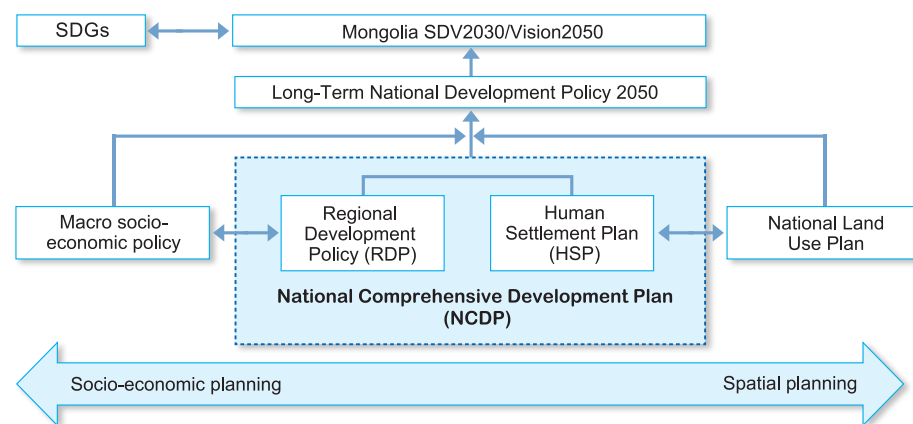 SDGs
Mongolia SDV2030/Vision2050
Long-Term National Development Policy 2050
Macro socio-
economic policy
Regional
Development
Policy (RDP)
Human
Settlement Plan
(HSP)
National Land
Use Plan
National Comprehensive Development Plan
(NCDP)
Socio-economic planning
Spatial planning